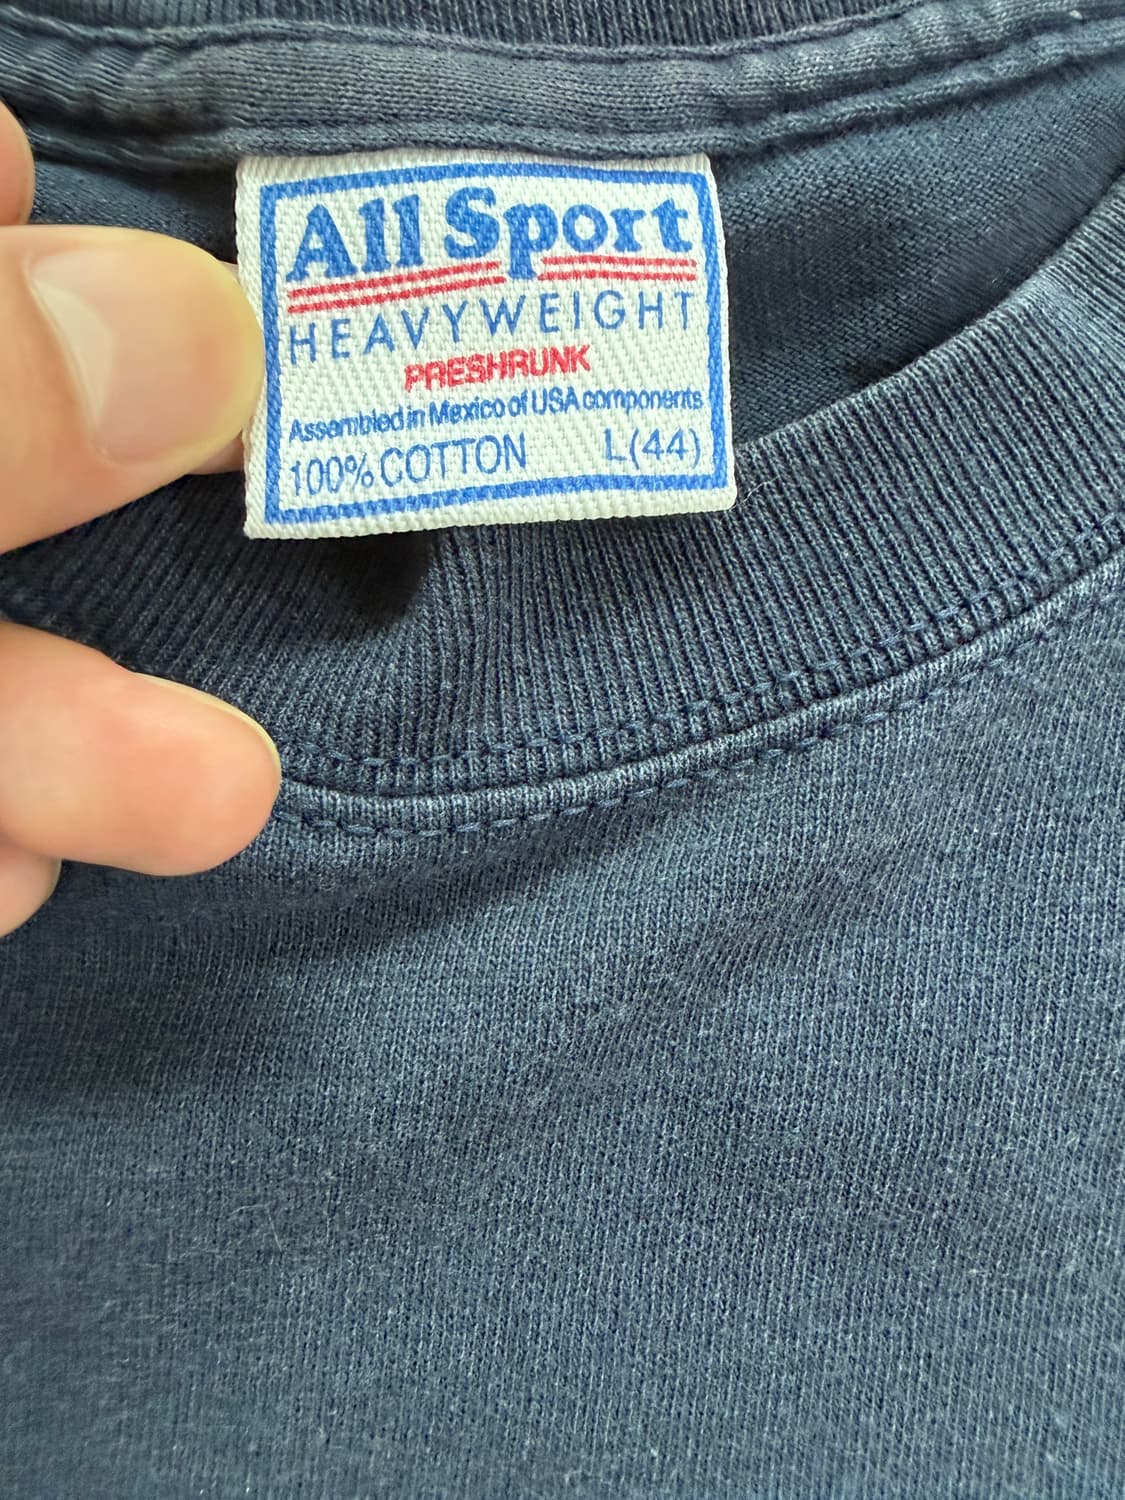 All Sport
HEAVYWEIGHT
PRESHRUNK
Assembled in Mexico of USA components
100% COTTON L(44)